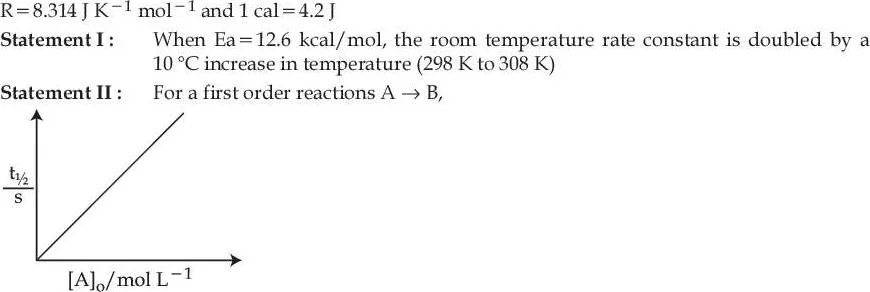 R = 8.314 J K⁻¹ mol⁻¹ and 1 cal = 4.2 J
Statement I : When Ea = 12.6 kcal/mol, the room temperature rate constant is doubled by a
10 °C increase in temperature (298 K to 308 K)
Statement II : For a first order reactions A → B,
t½
s
[A]₀/mol L⁻¹